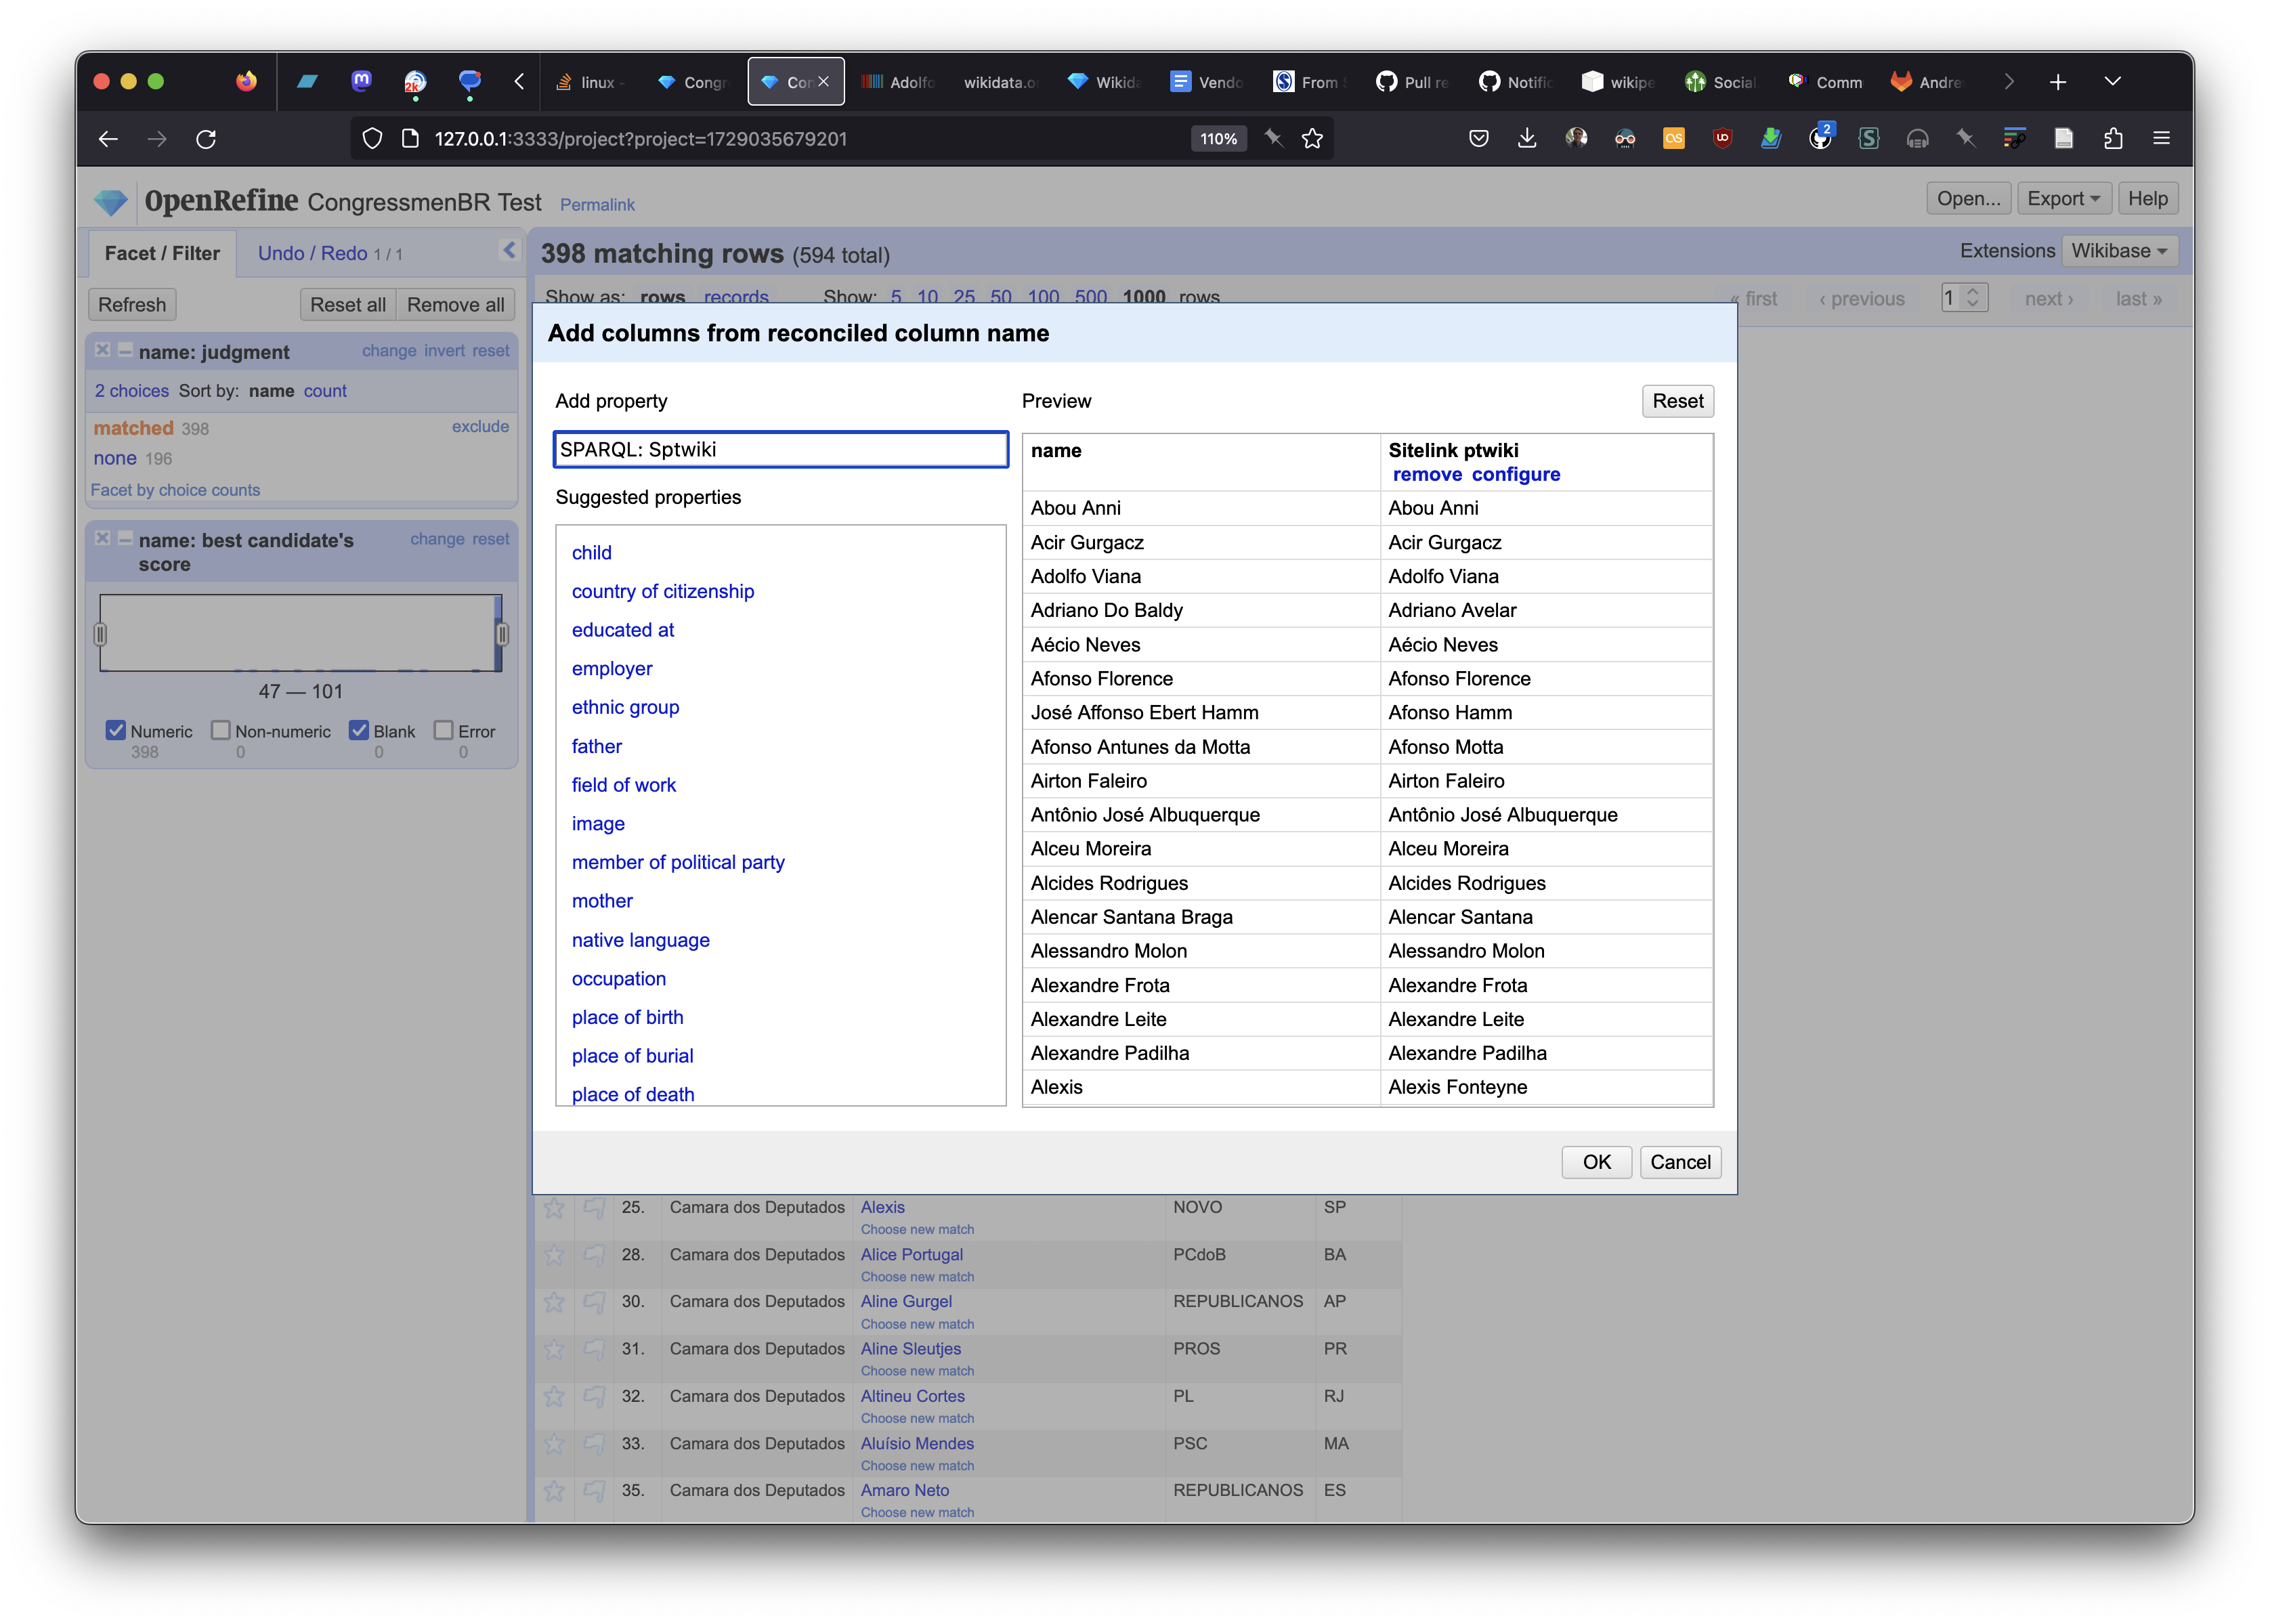 linux -
Congr
Con
Adolfo
wikidata.o
Wikida
Vendo
From
Pull re
Notific
wikipe
Social
Comm
Andre
127.0.0.1:3333/project?project=1729035679201
110%
2
OpenRefine CongressmenBR Test Permalink
Open... Export Help
Facet / Filter Undo / Redo 1 / 1
398 matching rows (594 total)
Extensions Wikibase
Refresh Reset all Remove all
Show as: rows records Show: 5 10 25 50 100 500 1000 rows
« first ‹ previous 1 next › last »
name: judgment change invert reset
2 choices Sort by: name count
matched 398 exclude
none 196
Facet by choice counts
name: best candidate's score change reset
47 — 101
Numeric 398 Non-numeric 0 Blank 0 Error 0
Add columns from reconciled column name
Add property
SPARQL: Sptwiki
Suggested properties
child
country of citizenship
educated at
employer
ethnic group
father
field of work
image
member of political party
mother
native language
occupation
place of birth
place of burial
place of death
Preview Reset
name Sitelink ptwiki
remove configure
Abou Anni Abou Anni
Acir Gurgacz Acir Gurgacz
Adolfo Viana Adolfo Viana
Adriano Do Baldy Adriano Avelar
Aécio Neves Aécio Neves
Afonso Florence Afonso Florence
José Affonso Ebert Hamm Afonso Hamm
Afonso Antunes da Motta Afonso Motta
Airton Faleiro Airton Faleiro
Antônio José Albuquerque Antônio José Albuquerque
Alceu Moreira Alceu Moreira
Alcides Rodrigues Alcides Rodrigues
Alencar Santana Braga Alencar Santana
Alessandro Molon Alessandro Molon
Alexandre Frota Alexandre Frota
Alexandre Leite Alexandre Leite
Alexandre Padilha Alexandre Padilha
Alexis Alexis Fonteyne
OK Cancel
25. Camara dos Deputados Alexis NOVO SP
Choose new match
28. Camara dos Deputados Alice Portugal PCdoB BA
Choose new match
30. Camara dos Deputados Aline Gurgel REPUBLICANOS AP
Choose new match
31. Camara dos Deputados Aline Sleutjes PROS PR
Choose new match
32. Camara dos Deputados Altineu Cortes PL RJ
Choose new match
33. Camara dos Deputados Aluísio Mendes PSC MA
Choose new match
35. Camara dos Deputados Amaro Neto REPUBLICANOS ES
Choose new match